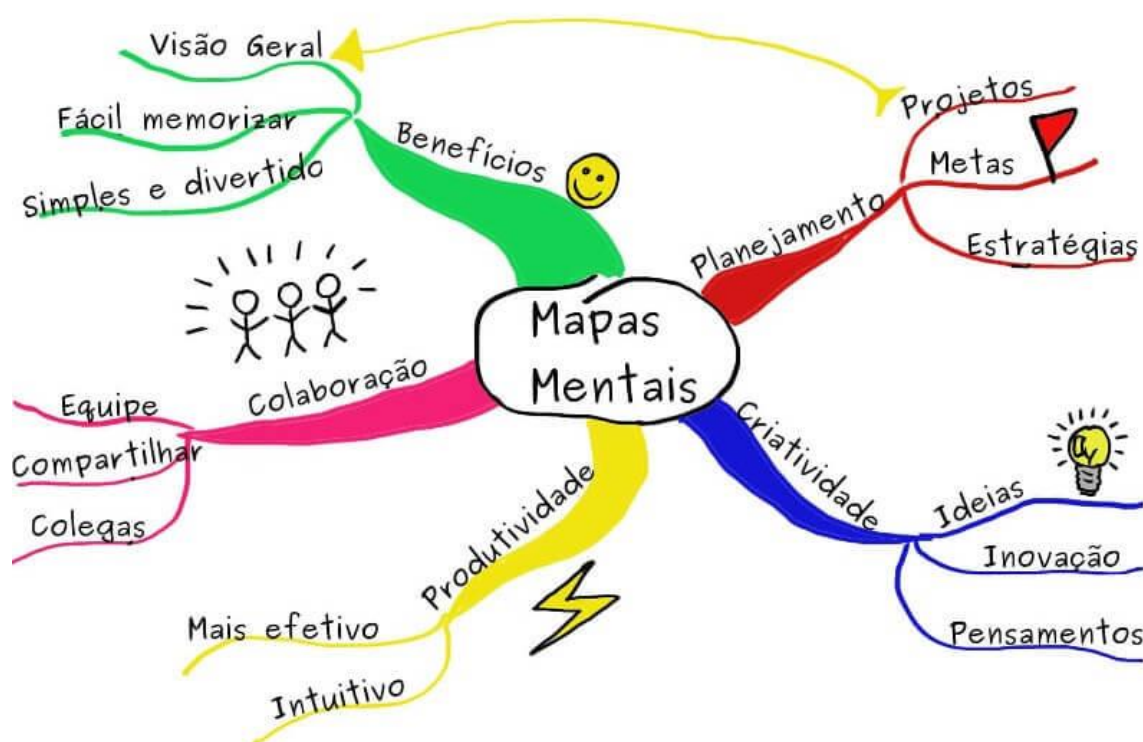 Mapas
Mentais
Benefícios
Visão Geral
Fácil memorizar
Simples e divertido
Planejamento
Projetos
Metas
Estratégias
Criatividade
Ideias
Inovação
Pensamentos
Produtividade
Mais efetivo
Intuitivo
Colaboração
Equipe
Compartilhar
Colegas